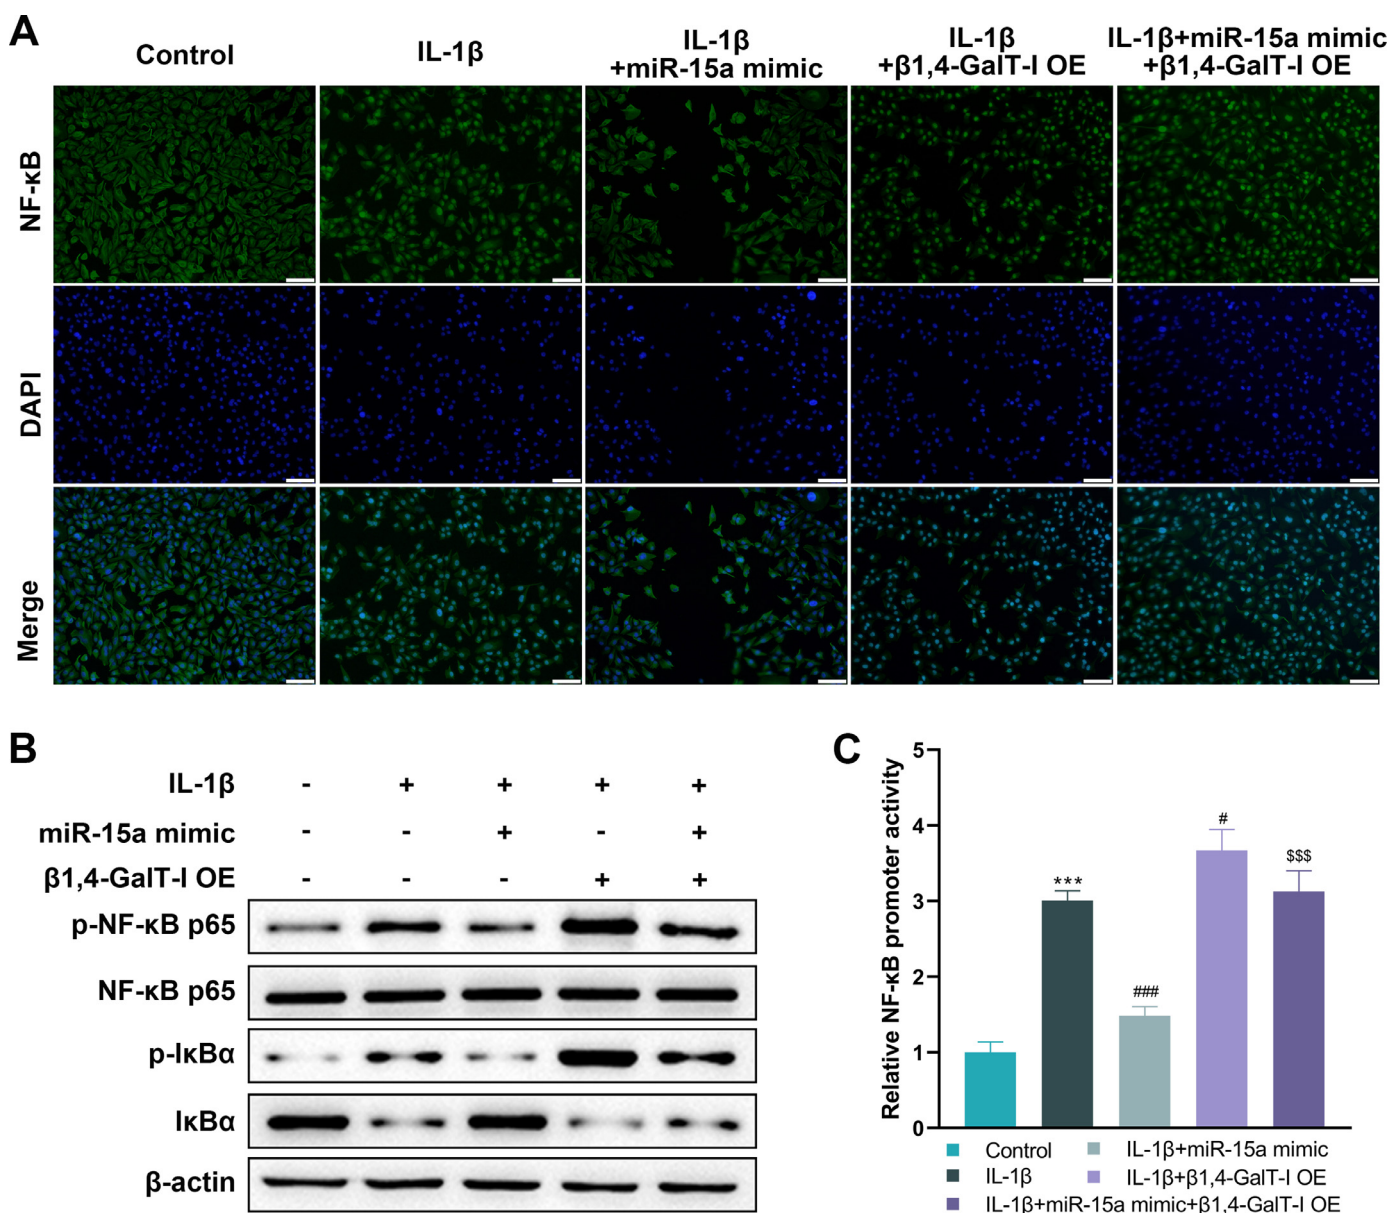 A
Control
IL-1β
IL-1β
+miR-15a mimic
IL-1β
+β1,4-GalT-I OE
IL-1β+miR-15a mimic
+β1,4-GalT-I OE
NF-κB
DAPI
Merge
B
IL-1β - + + + +
miR-15a mimic - - + - +
β1,4-GalT-I OE - - - + +
p-NF-κB p65
NF-κB p65
p-IκBα
IκBα
β-actin
C
Relative NF-κB promoter activity
5
4
3
2
1
0
***
###
#
$$$
Control
IL-1β+miR-15a mimic
IL-1β
IL-1β+β1,4-GalT-I OE
IL-1β+miR-15a mimic+β1,4-GalT-I OE